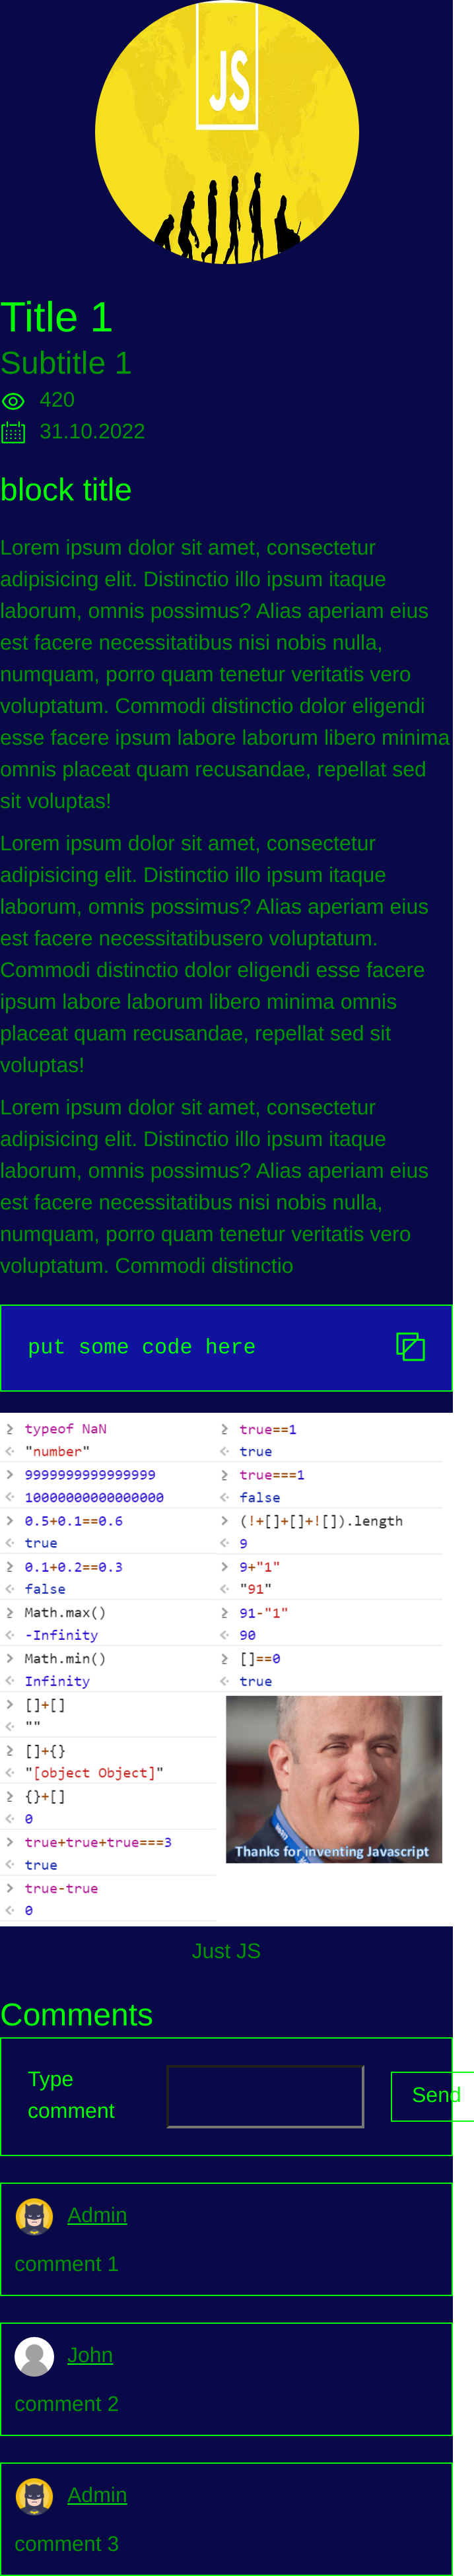 JS
Title 1
Subtitle 1
420
31.10.2022
block title
Lorem ipsum dolor sit amet, consectetur
adipisicing elit. Distinctio illo ipsum itaque
laborum, omnis possimus? Alias aperiam eius
est facere necessitatibus nisi nobis nulla,
numquam, porro quam tenetur veritatis vero
voluptatum. Commodi distinctio dolor eligendi
esse facere ipsum labore laborum libero minima
omnis placeat quam recusandae, repellat sed
sit voluptas!
Lorem ipsum dolor sit amet, consectetur
adipisicing elit. Distinctio illo ipsum itaque
laborum, omnis possimus? Alias aperiam eius
est facere necessitatibusero voluptatum.
Commodi distinctio dolor eligendi esse facere
ipsum labore laborum libero minima omnis
placeat quam recusandae, repellat sed sit
voluptas!
Lorem ipsum dolor sit amet, consectetur
adipisicing elit. Distinctio illo ipsum itaque
laborum, omnis possimus? Alias aperiam eius
est facere necessitatibus nisi nobis nulla,
numquam, porro quam tenetur veritatis vero
voluptatum. Commodi distinctio
put some code here
> typeof NaN
< "number"
> 9999999999999999
< 10000000000000000
> 0.5+0.1==0.6
< true
> 0.1+0.2==0.3
< false
> Math.max()
< -Infinity
> Math.min()
< Infinity
> []+[]
< ""
> []+{}
< "[object Object]"
> {}+[]
< 0
> true+true+true===3
< true
> true-true
< 0
> true==1
< true
> true===1
< false
> (!+[]+[]+![]).length
< 9
> 9+"1"
< "91"
> 91-"1"
< 90
> []==0
< true
Thanks for inventing Javascript
Just JS
Comments
Type
comment
Send
Admin
comment 1
John
comment 2
Admin
comment 3